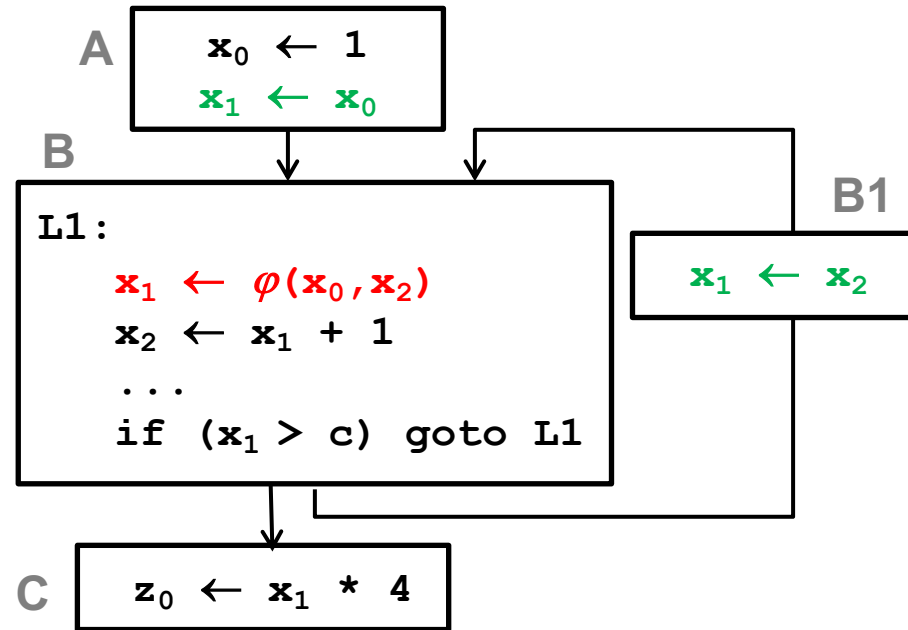 A
x₀ ← 1
x₁ ← x₀
B
L1:
x₁ ← φ(x₀,x₂)
x₂ ← x₁ + 1
...
if (x₁ > c) goto L1
B1
x₁ ← x₂
C
z₀ ← x₁ * 4